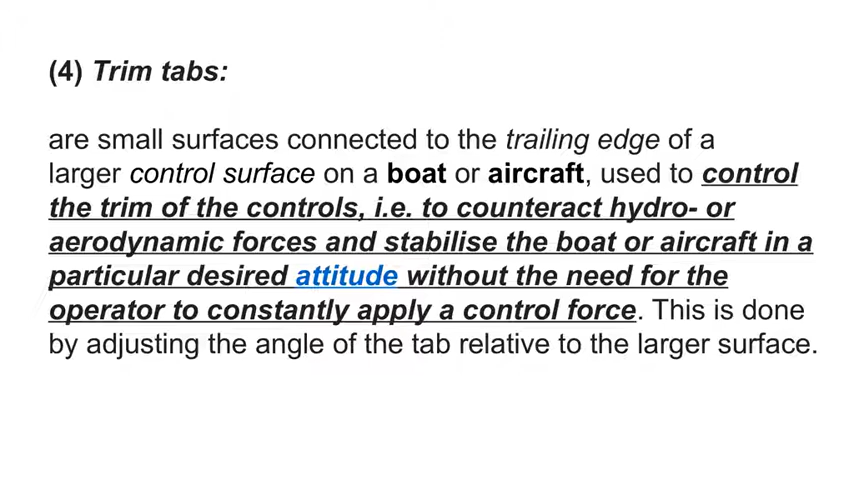 (4) Trim tabs:
are small surfaces connected to the trailing edge of a
larger control surface on a boat or aircraft, used to control
the trim of the controls, i.e. to counteract hydro- or
aerodynamic forces and stabilise the boat or aircraft in a
particular desired attitude without the need for the
operator to constantly apply a control force. This is done
by adjusting the angle of the tab relative to the larger surface.